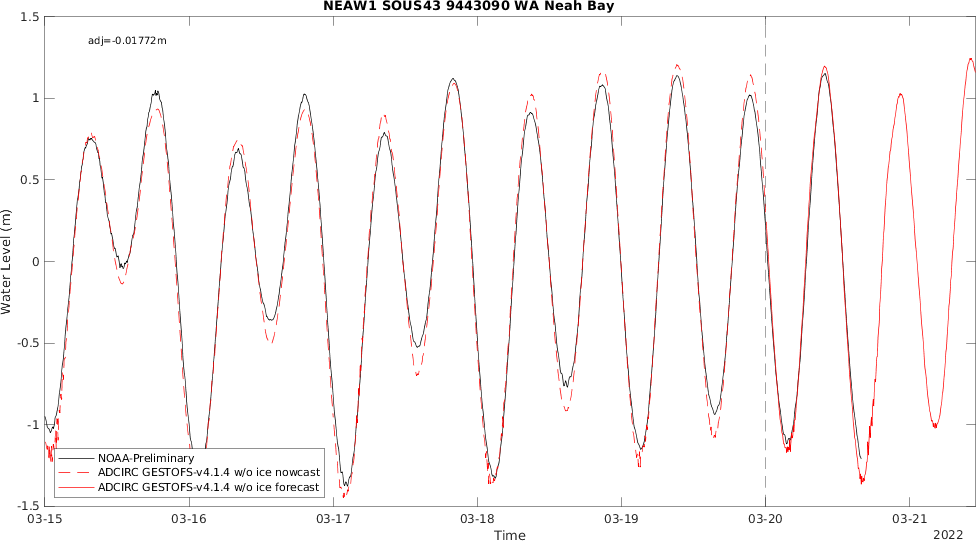 NEAW1 SOUS43 9443090 WA Neah Bay
adj=-0.01772m
1.5
1
0.5
0
-0.5
-1
-1.5
Water Level (m)
NOAA-Preliminary
ADCIRC GESTOFS-v4.1.4 w/o ice nowcast
ADCIRC GESTOFS-v4.1.4 w/o ice forecast
03-15 03-16 03-17 03-18 03-19 03-20 03-21
Time
2022